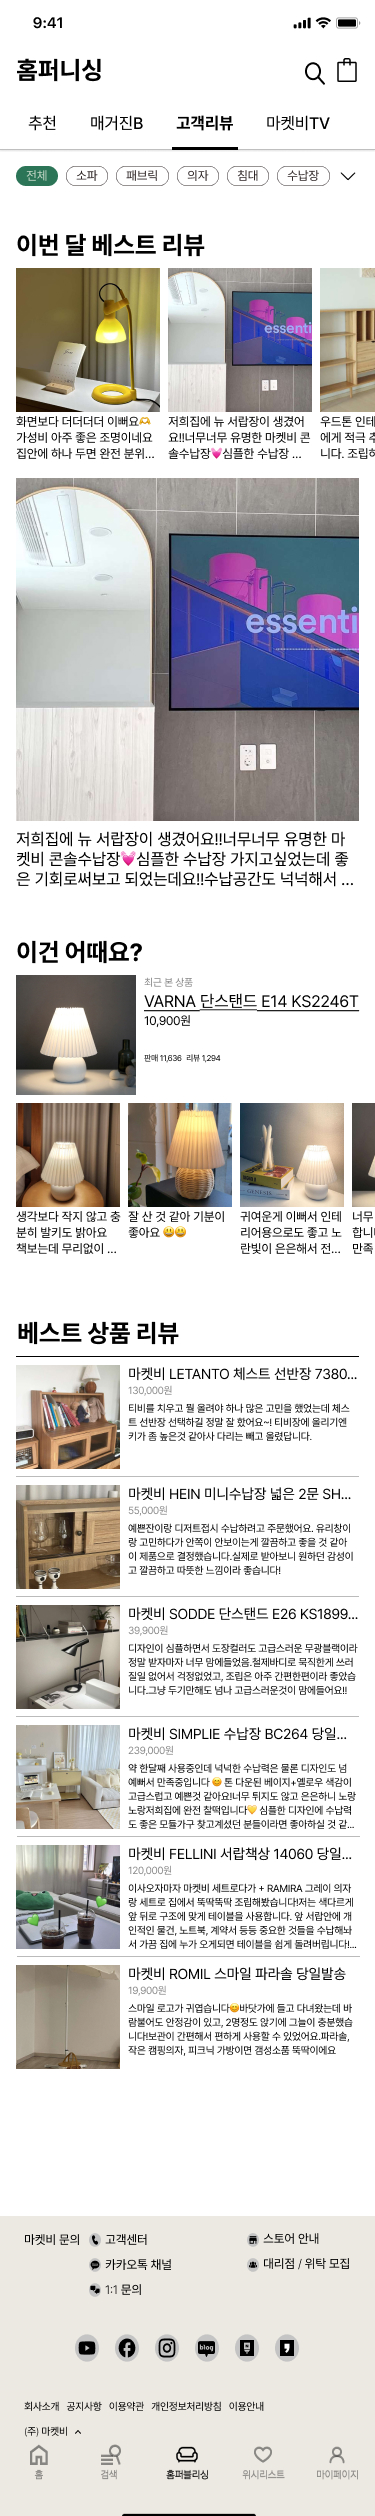 9:41
홈퍼니싱
추천 매거진B 고객리뷰 마켓비TV
전체 소파 패브릭 의자 침대 수납장
이번 달 베스트 리뷰
essenti
화면보다 더더더더 이뻐요🫶
가성비 아주 좋은 조명이네요
집안에 하나 두면 완전 분위...
저희집에 뉴 서랍장이 생겼어
요!!너무너무 유명한 마켓비 콘
솔수납장💓심플한 수납장 ...
우드톤 인테
에게 적극 추
니다. 조립하
essenti
저희집에 뉴 서랍장이 생겼어요!!너무너무 유명한 마
켓비 콘솔수납장💓심플한 수납장 가지고싶었는데 좋
은 기회로써보고 되었는데요!!수납공간도 넉넉해서 ...
이건 어때요?
최근 본 상품
VARNA 단스탠드 E14 KS2246T
10,900원
판매 11,636 리뷰 1,294
생각보다 작지 않고 충
분히 발키도 밝아요
책보는데 무리없이 ...
잘 산 것 같아 기분이
좋아요 😃😃
귀여운게 이뻐서 인테
리어용으로도 좋고 노
란빛이 은은해서 전...
너무
합니다
만족
베스트 상품 리뷰
마켓비 LETANTO 체스트 선반장 7380...
130,000원
티비를 치우고 뭘 올려야 하나 많은 고민을 했었는데 체스
트 선반장 선택하길 정말 잘 했어요~! 티비장에 올리기엔
키가 좀 높은것 같아사 다리는 빼고 올렸답니다.
마켓비 HEIN 미니수납장 넓은 2문 SH...
55,000원
예쁜잔이랑 디저트접시 수납하려고 주문했어요. 유리창이
랑 고민하다가 안쪽이 안보이는게 깔끔하고 좋을 것 같아
이 제품으로 결정했습니다.실제로 받아보니 원하던 감성이
고 깔끔하고 따뜻한 느낌이라 좋습니다!
마켓비 SODDE 단스탠드 E26 KS1899...
39,900원
디자인이 심플하면서 도장컬러도 고급스러운 무광블랙이라
정말 받자마자 너무 맘에들었음.철제바디로 묵직한게 쓰러
질일 없어서 걱정없었고, 조립은 아주 간편한편이라 좋았습
니다.그냥 두기만해도 넘나 고급스러운것이 맘에들어요!!
마켓비 SIMPLIE 수납장 BC264 당일...
239,000원
약 한달째 사용중인데 넉넉한 수납력은 물론 디자인도 넘
예뻐서 만족중입니다 😊 톤 다운된 베이지+옐로우 색감이
고급스럽고 예쁜것 같아요!너무 튀지도 않고 은은하니 노랑
노랑저희집에 완전 찰떡입니다💛 심플한 디자인에 수납력
도 좋은 모듈가구 찾고계셨던 분들이라면 좋아하실 것 같...
마켓비 FELLINI 서랍책상 14060 당일...
120,000원
이사오자마자 마켓비 세트로다가 + RAMIRA 그레이 의자
랑 세트로 집에서 뚝딱뚝딱 조립해봤습니다!저는 색다르게
앞 뒤로 구조에 맞게 테이블을 사용합니다. 앞 서랍안에 개
인적인 물건, 노트북, 계약서 등등 중요한 것들을 수납해놔
서 가끔 집에 누가 오게되면 테이블을 쉽게 돌려버립니다!...
마켓비 ROMIL 스마일 파라솔 당일발송
19,900원
스마일 로고가 귀엽습니다😊바닷가에 들고 다녀왔는데 바
람불어도 안정감이 있고, 2명정도 앉기에 그늘이 충분했습
니다!보관이 간편해서 편하게 사용할 수 있었어요.파라솔,
작은 캠핑의자, 피크닉 가방이면 갬성소품 뚝딱이에요
마켓비 문의 고객센터 스토어 안내
카카오톡 채널 대리점 / 위탁 모집
1:1 문의
blog
회사소개 공지사항 이용약관 개인정보처리방침 이용안내
(주) 마켓비
홈 검색 홈퍼블리싱 위시리스트 마이페이지